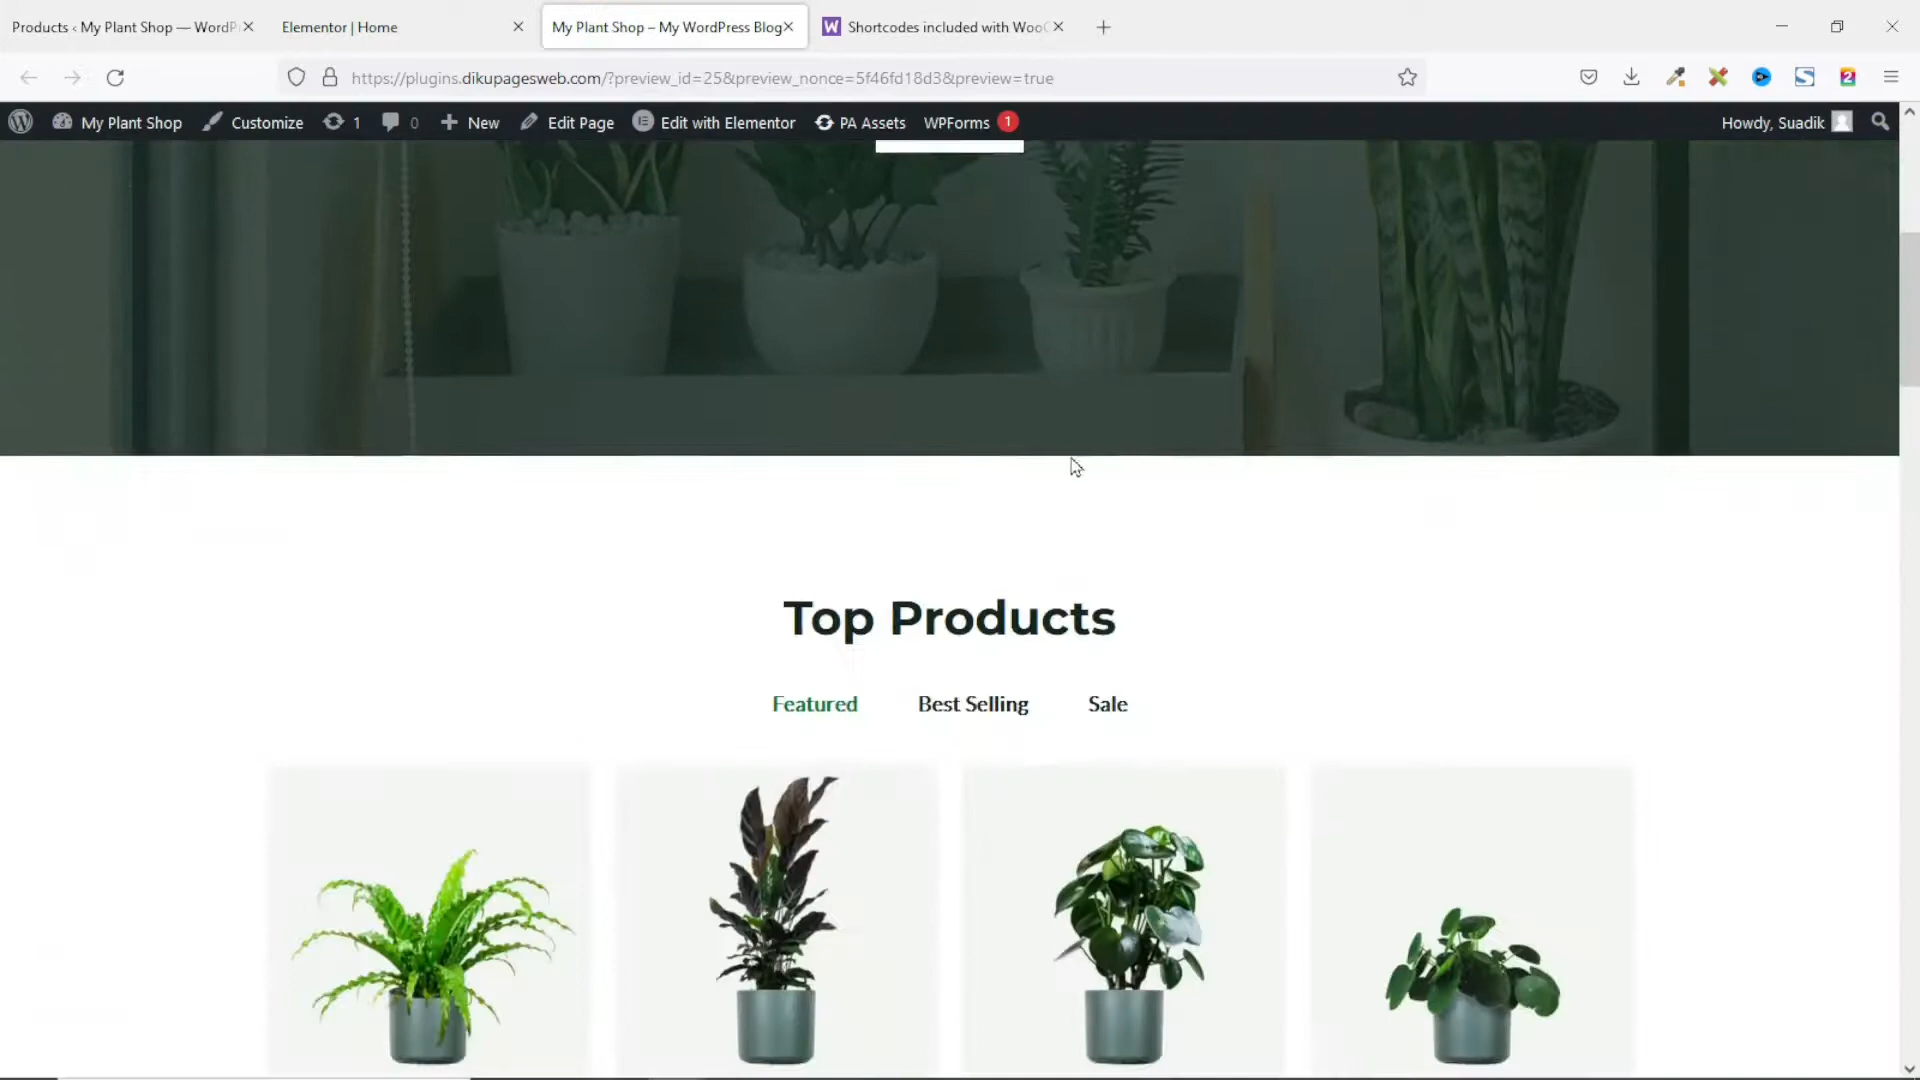 Products ‹ My Plant Shop — WordP
Elementor | Home
My Plant Shop – My WordPress Blog
W Shortcodes included with WooC
https://plugins.dikupagesweb.com/?preview_id=25&preview_nonce=5f46fd18d3&preview=true
2
My Plant Shop
Customize
1
0
New
Edit Page
Edit with Elementor
PA Assets
WPForms 1
Howdy, Suadik
Top Products
Featured
Best Selling
Sale